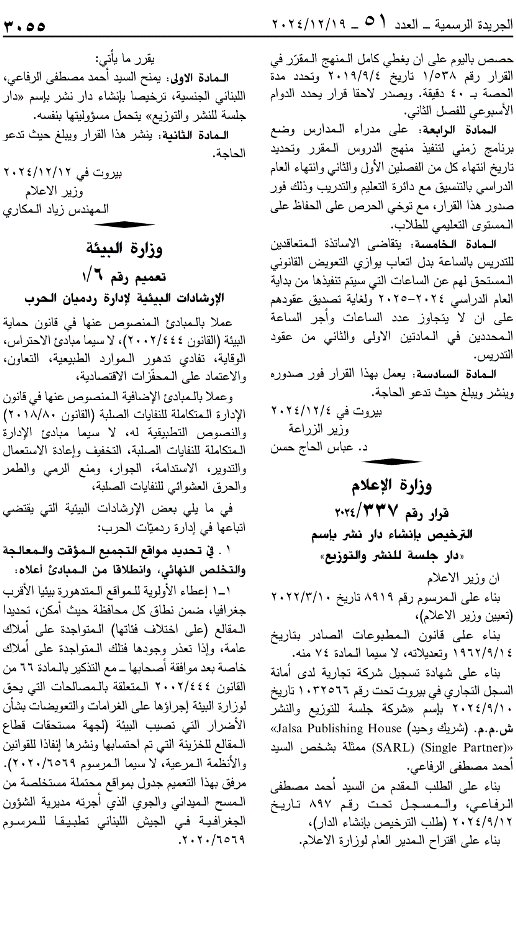 الجريدة الرسمية ــ العدد ٥١ ــ ٢٠٢٤/١٢/١٩
٣٠٥٥
حصص باليوم على ان يغطي كامل المنهج المقرّر في
القرار رقم ١/٥٣٨ تاريخ ٢٠١٩/٩/٤ وتحدد مدة
الحصة بـ ٤٠ دقيقة. ويصدر لاحقا قرار يحدد الدوام
الأسبوعي للفصل الثاني.
المادة الرابعة: على مدراء المدارس وضع
برنامج زمني لتنفيذ منهج الدروس المقرر وتحديد
تاريخ انتهاء كل من الفصلين الأول والثاني وانتهاء العام
الدراسي بالتنسيق مع دائرة التعليم والتدريب وذلك فور
صدور هذا القرار، مع توخي الحرص على الحفاظ على
المستوى التعليمي للطلاب.
المادة الخامسة: يتقاضى الاساتذة المتعاقدين
للتدريس بالساعة بدل اتعاب يوازي التعويض القانوني
المستحق لهم عن الساعات التي سيتم تنفيذها من بداية
العام الدراسي ٢٠٢٤-٢٠٢٥ ولغاية تصديق عقودهم
على ان لا يتجاوز عدد الساعات وأجر الساعة
المحددين في المادتين الاولى والثاني من عقود
التدريس.
المادة السادسة: يعمل بهذا القرار فور صدوره
وينشر ويبلغ حيث تدعو الحاجة.
بيروت في ٢٠٢٤/١٢/٤
وزير الزراعة
د. عباس الحاج حسن
وزارة الإعلام
قرار رقم ٢٠٢٤/٣٣٧
الترخيص بإنشاء دار نشر بإسم
«دار جلسة للنشر والتوزيع»
ان وزير الاعلام
بناء على المرسوم رقم ٨٩١٩ تاريخ ٢٠٢٢/٣/١٠
(تعيين وزير الاعلام)،
بناء على قانون المطبوعات الصادر بتاريخ
١٩٦٢/٩/١٤ وتعديلاته، لا سيما المادة ٧٤ منه.
بناء على شهادة تسجيل شركة تجارية لدى أمانة
السجل التجاري في بيروت تحت رقم ١٠٣٢٥٦٦ تاريخ
٢٠٢٤/٩/١٠ بإسم «شركة جلسة للتوزيع والنشر
ش.م.م. (شريك وحيد) Jalsa Publishing House»
«(SARL) (Single Partner) ممثلة بشخص السيد
أحمد مصطفى الرفاعي.
بناء على الطلب المقدم من السيد أحمد مصطفى
الرفاعي، والمسجل تحت رقم ٨٩٧ تاريخ
٢٠٢٤/٩/١٢ (طلب الترخيص بإنشاء الدار)،
بناء على اقتراح المدير العام لوزارة الاعلام.
يقرر ما يأتي:
المادة الاولى: يمنح السيد أحمد مصطفى الرفاعي،
اللبناني الجنسية، ترخيصا بإنشاء دار نشر بإسم «دار
جلسة للنشر والتوزيع» يتحمل مسؤوليتها بنفسه.
المادة الثانية: ينشر هذا القرار ويبلغ حيث تدعو
الحاجة.
بيروت في ٢٠٢٤/١٢/١٢
وزير الاعلام
المهندس زياد المكاري
وزارة البيئة
تعميم رقم ١/٦
الإرشادات البيئية لإدارة ردميان الحرب
عملا بالمبادئ المنصوص عنها في قانون حماية
البيئة (القانون ٢٠٠٢/٤٤٤)، لا سيما مبادئ الاحتراس،
الوقاية، تفادي تدهور الموارد الطبيعية، التعاون،
والاعتماد على المحفّزات الاقتصادية،
وعملا بالمبادئ الإضافية المنصوص عنها في قانون
الإدارة المتكاملة للنفايات الصلبة (القانون ٢٠١٨/٨٠)
والنصوص التطبيقية له، لا سيما مبادئ الإدارة
المتكاملة للنفايات الصلبة، التخفيف وإعادة الاستعمال
والتدوير، الاستدامة، الجوار، ومنع الرمي والطمر
والحرق العشوائي للنفايات الصلبة،
في ما يلي بعض الإرشادات البيئية التي يقتضي
اتباعها في إدارة ردميّات الحرب:
١ . في تحديد مواقع التجميع المؤقت والمعالجة
والتخلص النهائي، وانطلاقا من المبادئ أعلاه:
١-١ إعطاء الأولوية للمواقع المتدهورة بيئيا الأقرب
جغرافيا، ضمن نطاق كل محافظة حيث أمكن، تحديدا
المقالع (على اختلاف فئاتها) المتواجدة على أملاك
عامة، وإذا تعذر وجودها فتلك المتواجدة على أملاك
خاصة بعد موافقة أصحابها ــ مع التذكير بالمادة ٦٦ من
القانون ٢٠٠٢/٤٤٤ المتعلقة بالمصالحات التي يحق
لوزارة البيئة إجراؤها على الغرامات والتعويضات بشأن
الأضرار التي تصيب البيئة (لجهة مستحقات قطاع
المقالع للخزينة التي تم احتسابها ونشرها إنفاذا للقوانين
والأنظمة المرعية، لا سيما المرسوم ٢٠٢٠/٦٥٦٩).
مرفق بهذا التعميم جدول بمواقع محتملة مستخلصة من
المسح الميداني والجوي الذي أجرته مديرية الشؤون
الجغرافية في الجيش اللبناني تطبيقا للمرسوم
٢٠٢٠/٦٥٦٩.